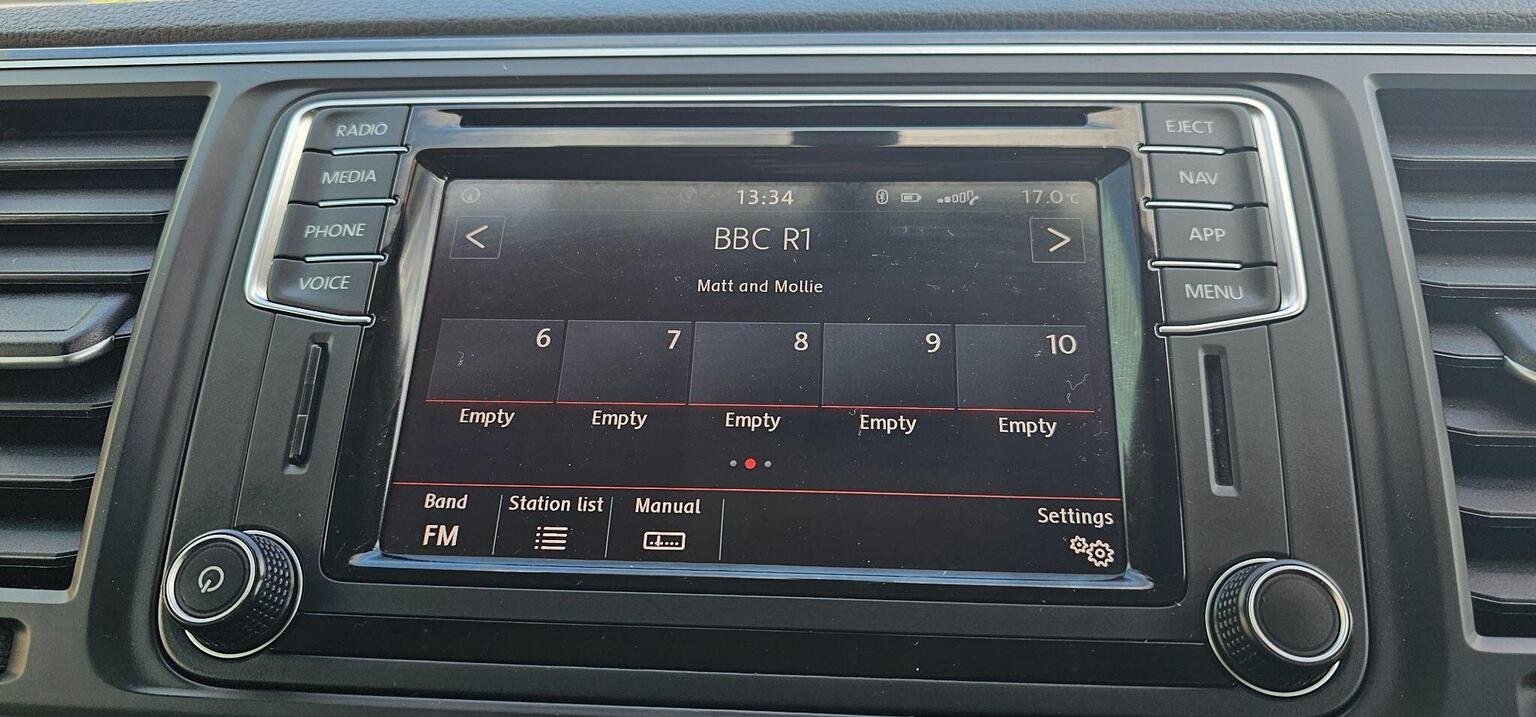 RADIO
MEDIA
PHONE
VOICE
EJECT
NAV
APP
MENU
13:34 17.0°C
< BBC R1 >
Matt and Mollie
6 7 8 9 10
Empty Empty Empty Empty Empty
Band Station list Manual Settings
FM